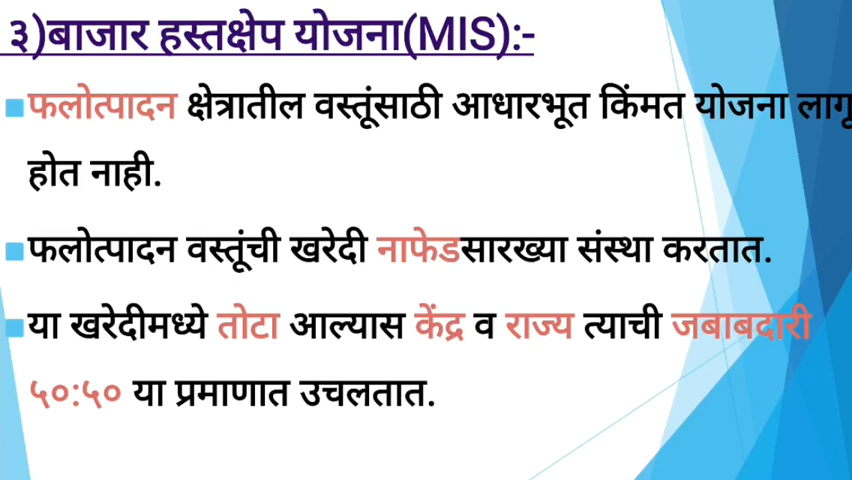 ३)बाजार हस्तक्षेप योजना(MIS):-
फलोत्पादन क्षेत्रातील वस्तूंसाठी आधारभूत किंमत योजना लागू
होत नाही.
फलोत्पादन वस्तूंची खरेदी नाफेडसारख्या संस्था करतात.
या खरेदीमध्ये तोटा आल्यास केंद्र व राज्य त्याची जबाबदारी
५०:५० या प्रमाणात उचलतात.